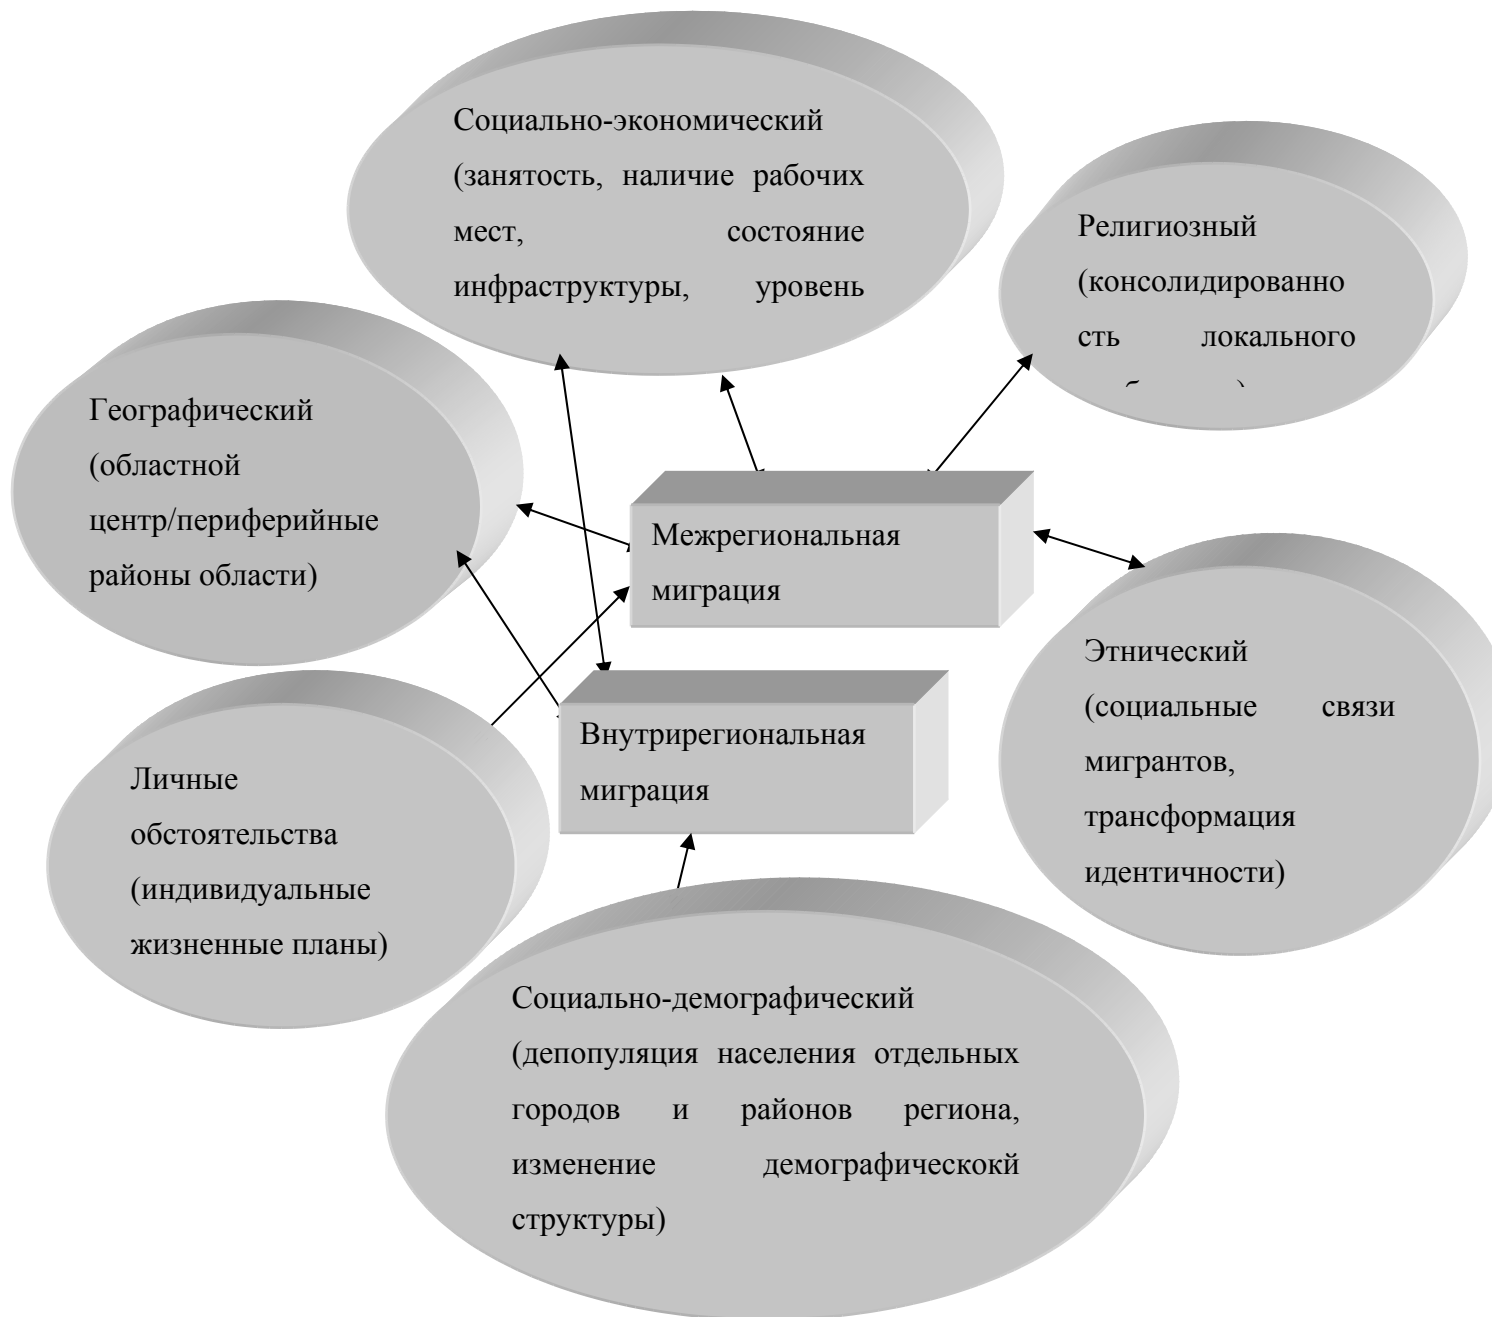 Социально-экономический
(занятость, наличие рабочих
мест, состояние
инфраструктуры, уровень
Религиозный
(консолидированно
сть локального
Географический
(областной
центр/периферийные
районы области)
Межрегиональная
миграция
Этнический
(социальные связи
мигрантов,
трансформация
идентичности)
Внутрирегиональная
миграция
Личные
обстоятельства
(индивидуальные
жизненные планы)
Социально-демографический
(депопуляция населения отдельных
городов и районов региона,
изменение демографическокй
структуры)